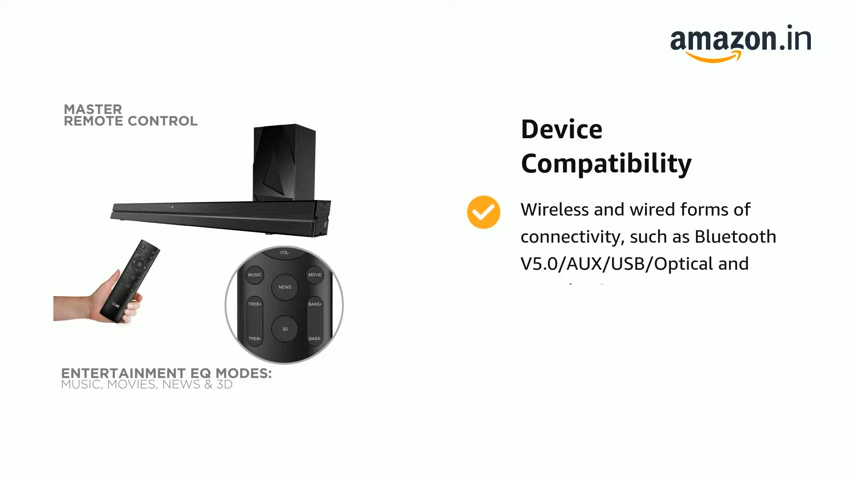 amazon.in
MASTER
REMOTE CONTROL
Device
Compatibility
Wireless and wired forms of
connectivity, such as Bluetooth
V5.0/AUX/USB/Optical and
VOL-
MUSIC
MOVIE
NEWS
TREB+
BASS+
3D
TREB-
BASS-
ENTERTAINMENT EQ MODES:
MUSIC, MOVIES, NEWS & 3D